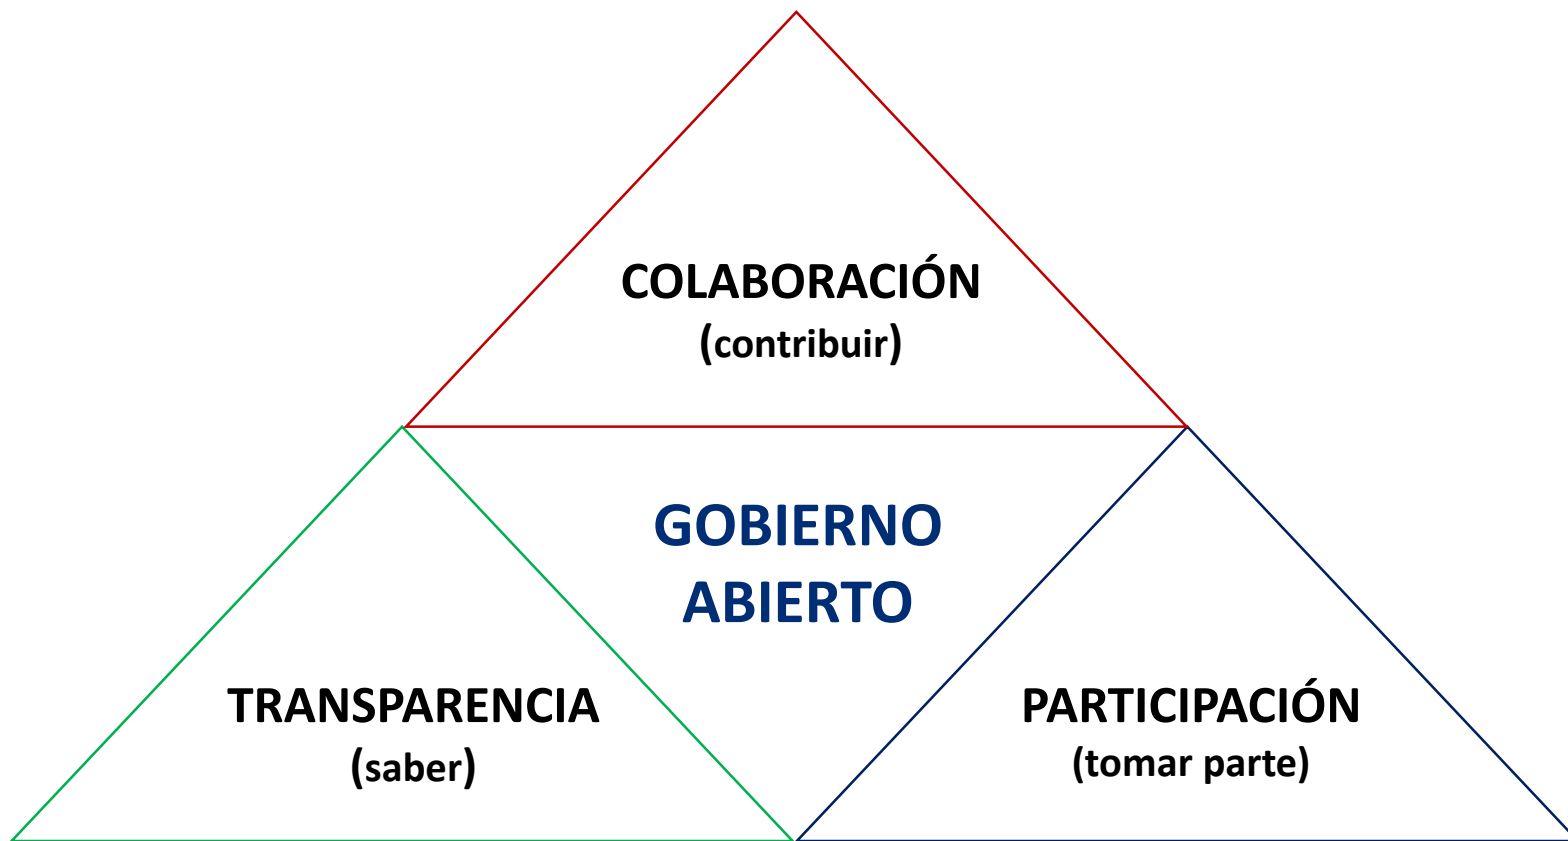 COLABORACIÓN
(contribuir)
GOBIERNO
ABIERTO
TRANSPARENCIA
(saber)
PARTICIPACIÓN
(tomar parte)